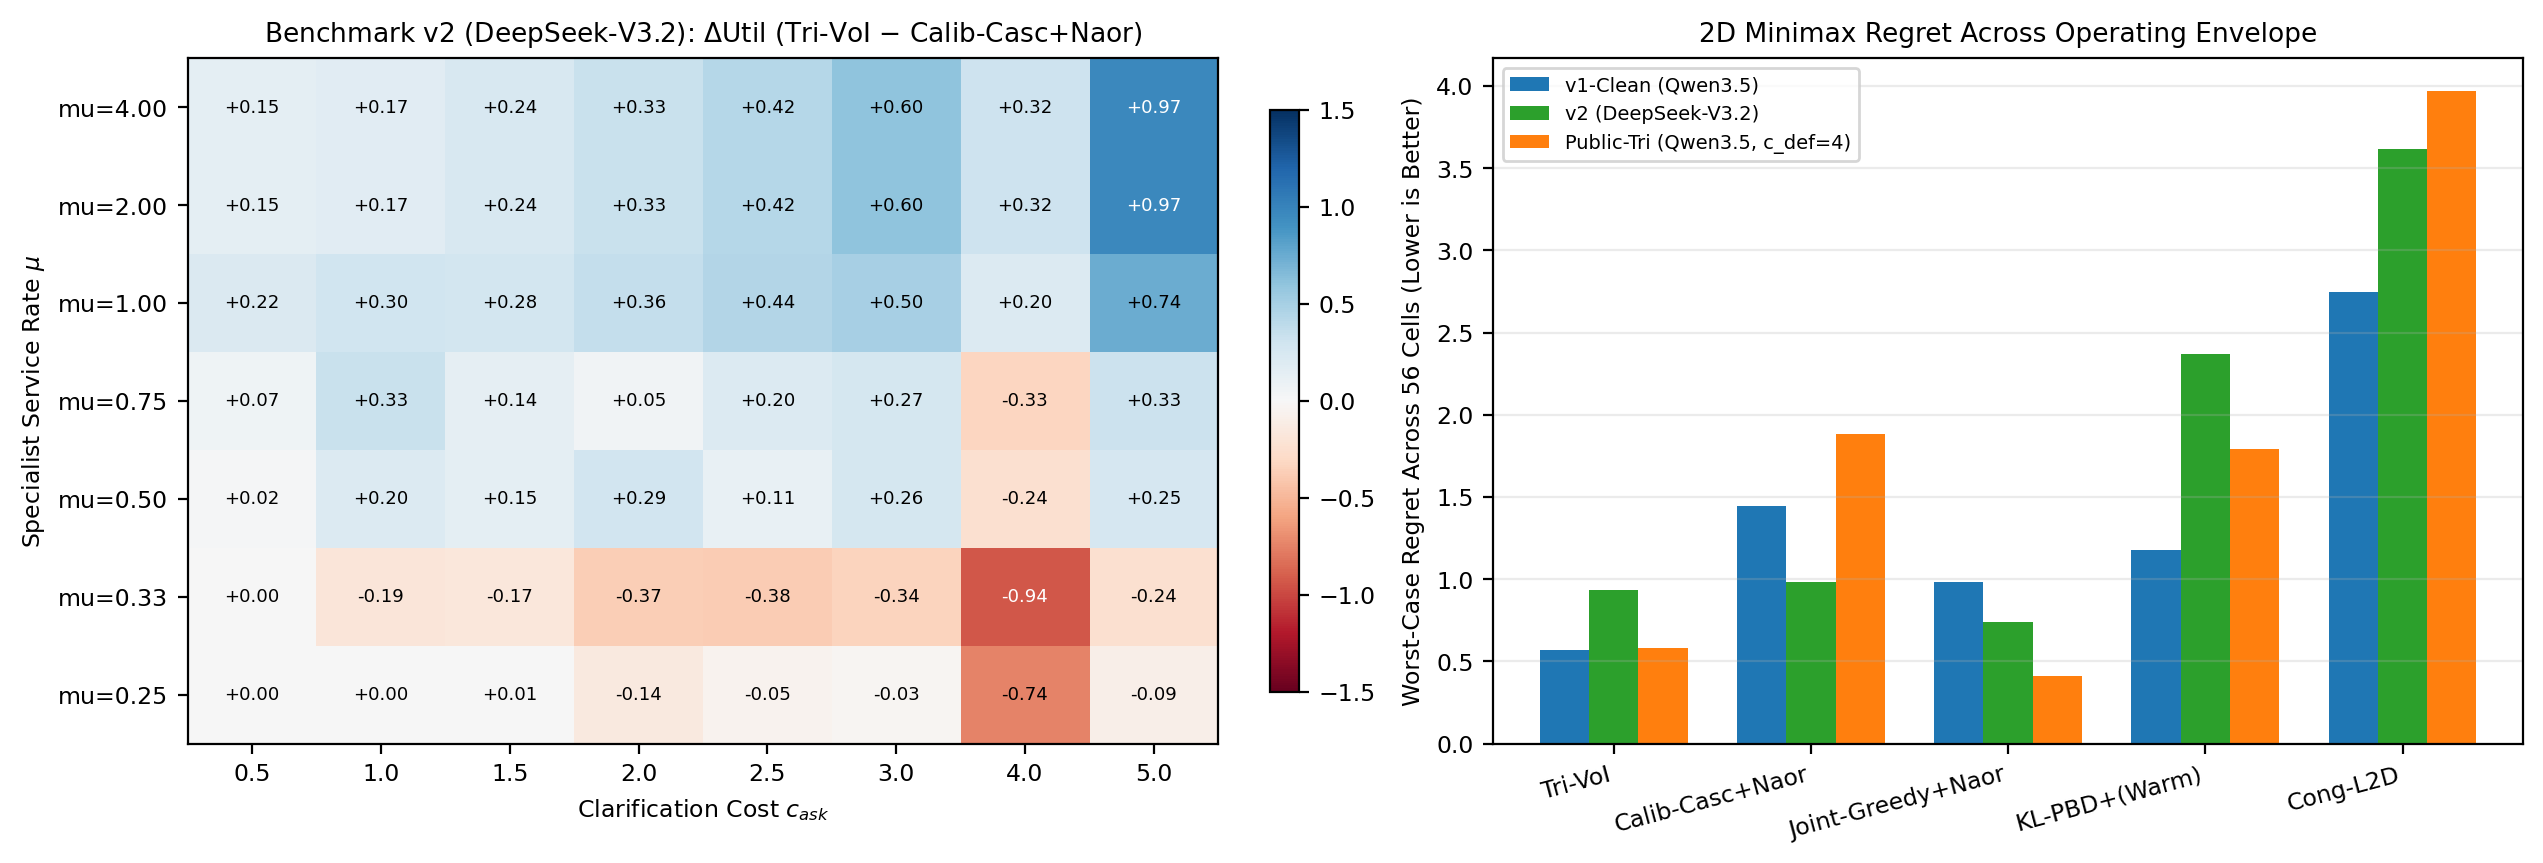 Benchmark v2 (DeepSeek-V3.2): ΔUtil (Tri-VoI − Calib-Casc+Naor)
Specialist Service Rate μ
mu=4.00 +0.15 +0.17 +0.24 +0.33 +0.42 +0.60 +0.32 +0.97
mu=2.00 +0.15 +0.17 +0.24 +0.33 +0.42 +0.60 +0.32 +0.97
mu=1.00 +0.22 +0.30 +0.28 +0.36 +0.44 +0.50 +0.20 +0.74
mu=0.75 +0.07 +0.33 +0.14 +0.05 +0.20 +0.27 -0.33 +0.33
mu=0.50 +0.02 +0.20 +0.15 +0.29 +0.11 +0.26 -0.24 +0.25
mu=0.33 +0.00 -0.19 -0.17 -0.37 -0.38 -0.34 -0.94 -0.24
mu=0.25 +0.00 +0.00 +0.01 -0.14 -0.05 -0.03 -0.74 -0.09
0.5 1.0 1.5 2.0 2.5 3.0 4.0 5.0
Clarification Cost c_ask
1.5
1.0
0.5
0.0
−0.5
−1.0
−1.5
2D Minimax Regret Across Operating Envelope
Worst-Case Regret Across 56 Cells (Lower is Better)
4.0
3.5
3.0
2.5
2.0
1.5
1.0
0.5
0.0
v1-Clean (Qwen3.5)
v2 (DeepSeek-V3.2)
Public-Tri (Qwen3.5, c_def=4)
Tri-VoI
Calib-Casc+Naor
Joint-Greedy+Naor
KL-PBD+(Warm)
Cong-L2D